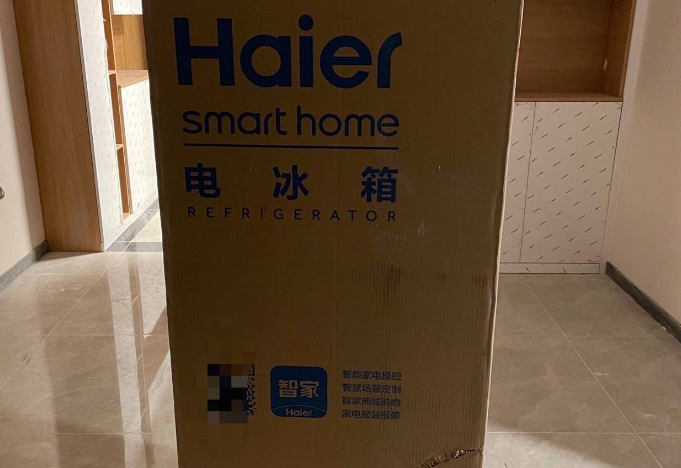 Haier
smart home
电冰箱
REFRIGERATOR
智家
Haier
智能家电操控
智慧场景定制
智家商城购物
家电报装报修